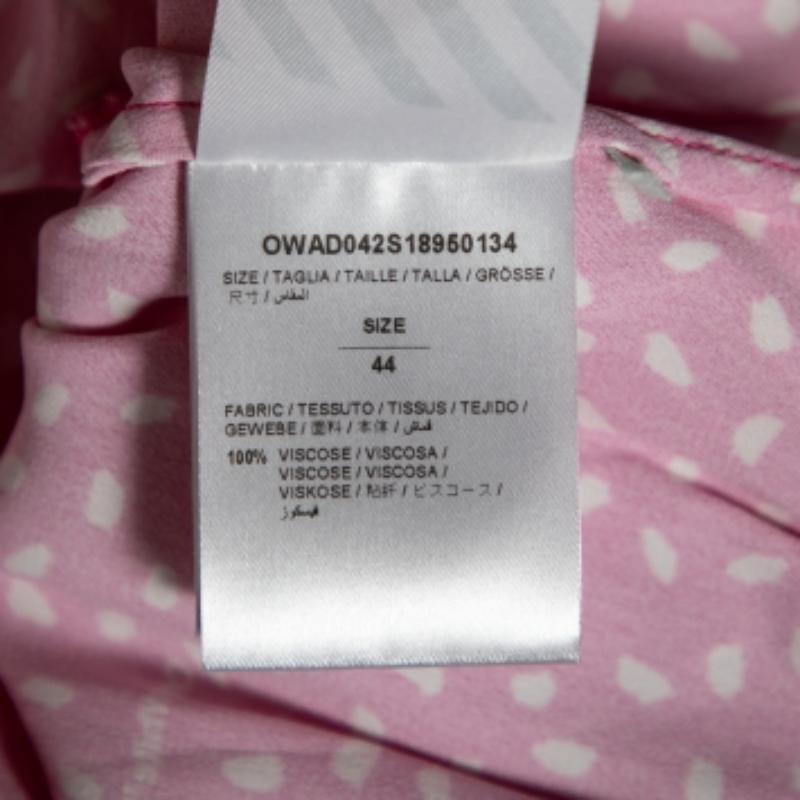 OWAD042S18950134
SIZE / TAGLIA / TAILLE / TALLA / GRÖSSE /
尺寸 / المقاس
SIZE
44
FABRIC / TESSUTO / TISSUS / TEJIDO /
GEWEBE / 面料 / 本体 / قماش
100% VISCOSE / VISCOSA /
VISCOSE / VISCOSA /
VISKOSE / 粘纤 / ビスコース /
فيسكوز